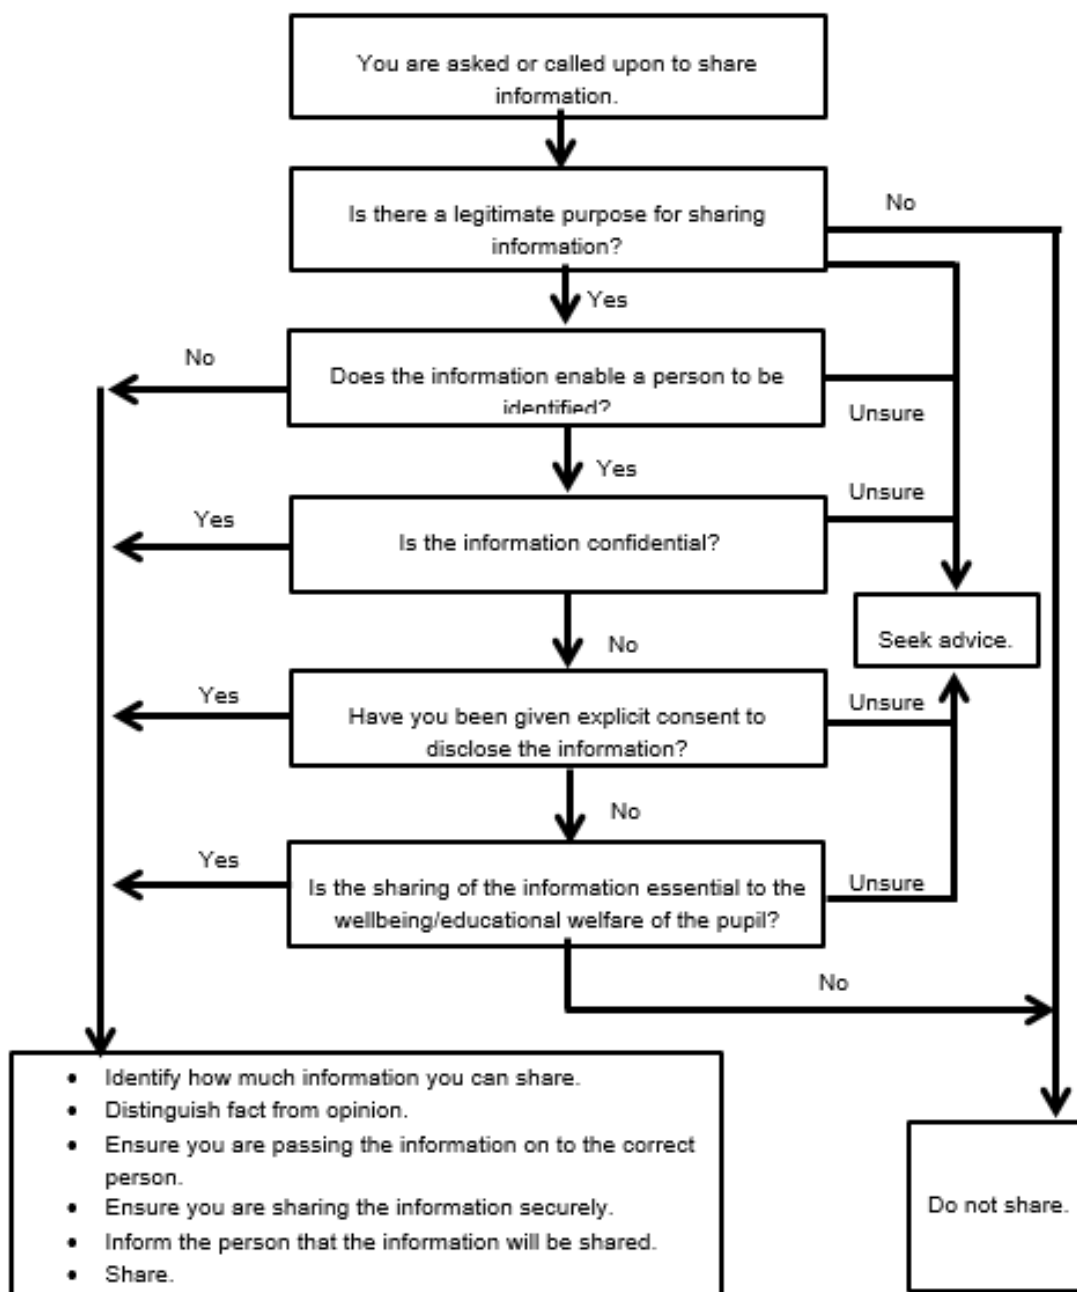 You are asked or called upon to share
information.
Is there a legitimate purpose for sharing
information?
No
Yes
No
Does the information enable a person to be
identified?
Unsure
Yes
Unsure
Yes
Is the information confidential?
Seek advice.
No
Yes
Have you been given explicit consent to
disclose the information?
Unsure
No
Yes
Is the sharing of the information essential to the
wellbeing/educational welfare of the pupil?
Unsure
No
• Identify how much information you can share.
• Distinguish fact from opinion.
• Ensure you are passing the information on to the correct
person.
• Ensure you are sharing the information securely.
• Inform the person that the information will be shared.
• Share.
Do not share.